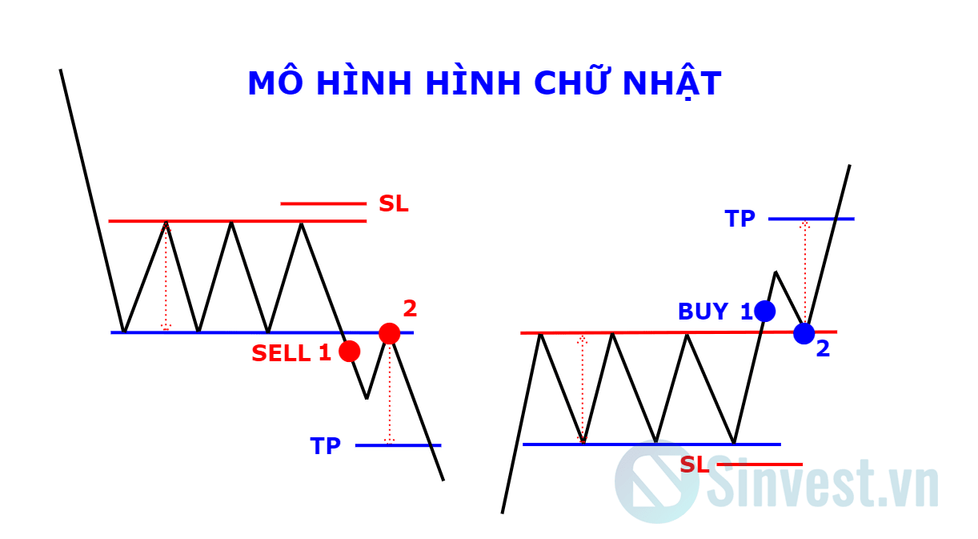 MÔ HÌNH HÌNH CHỮ NHẬT
SL
2
SELL 1
TP
TP
BUY 1
2
SL
Sinvest.vn